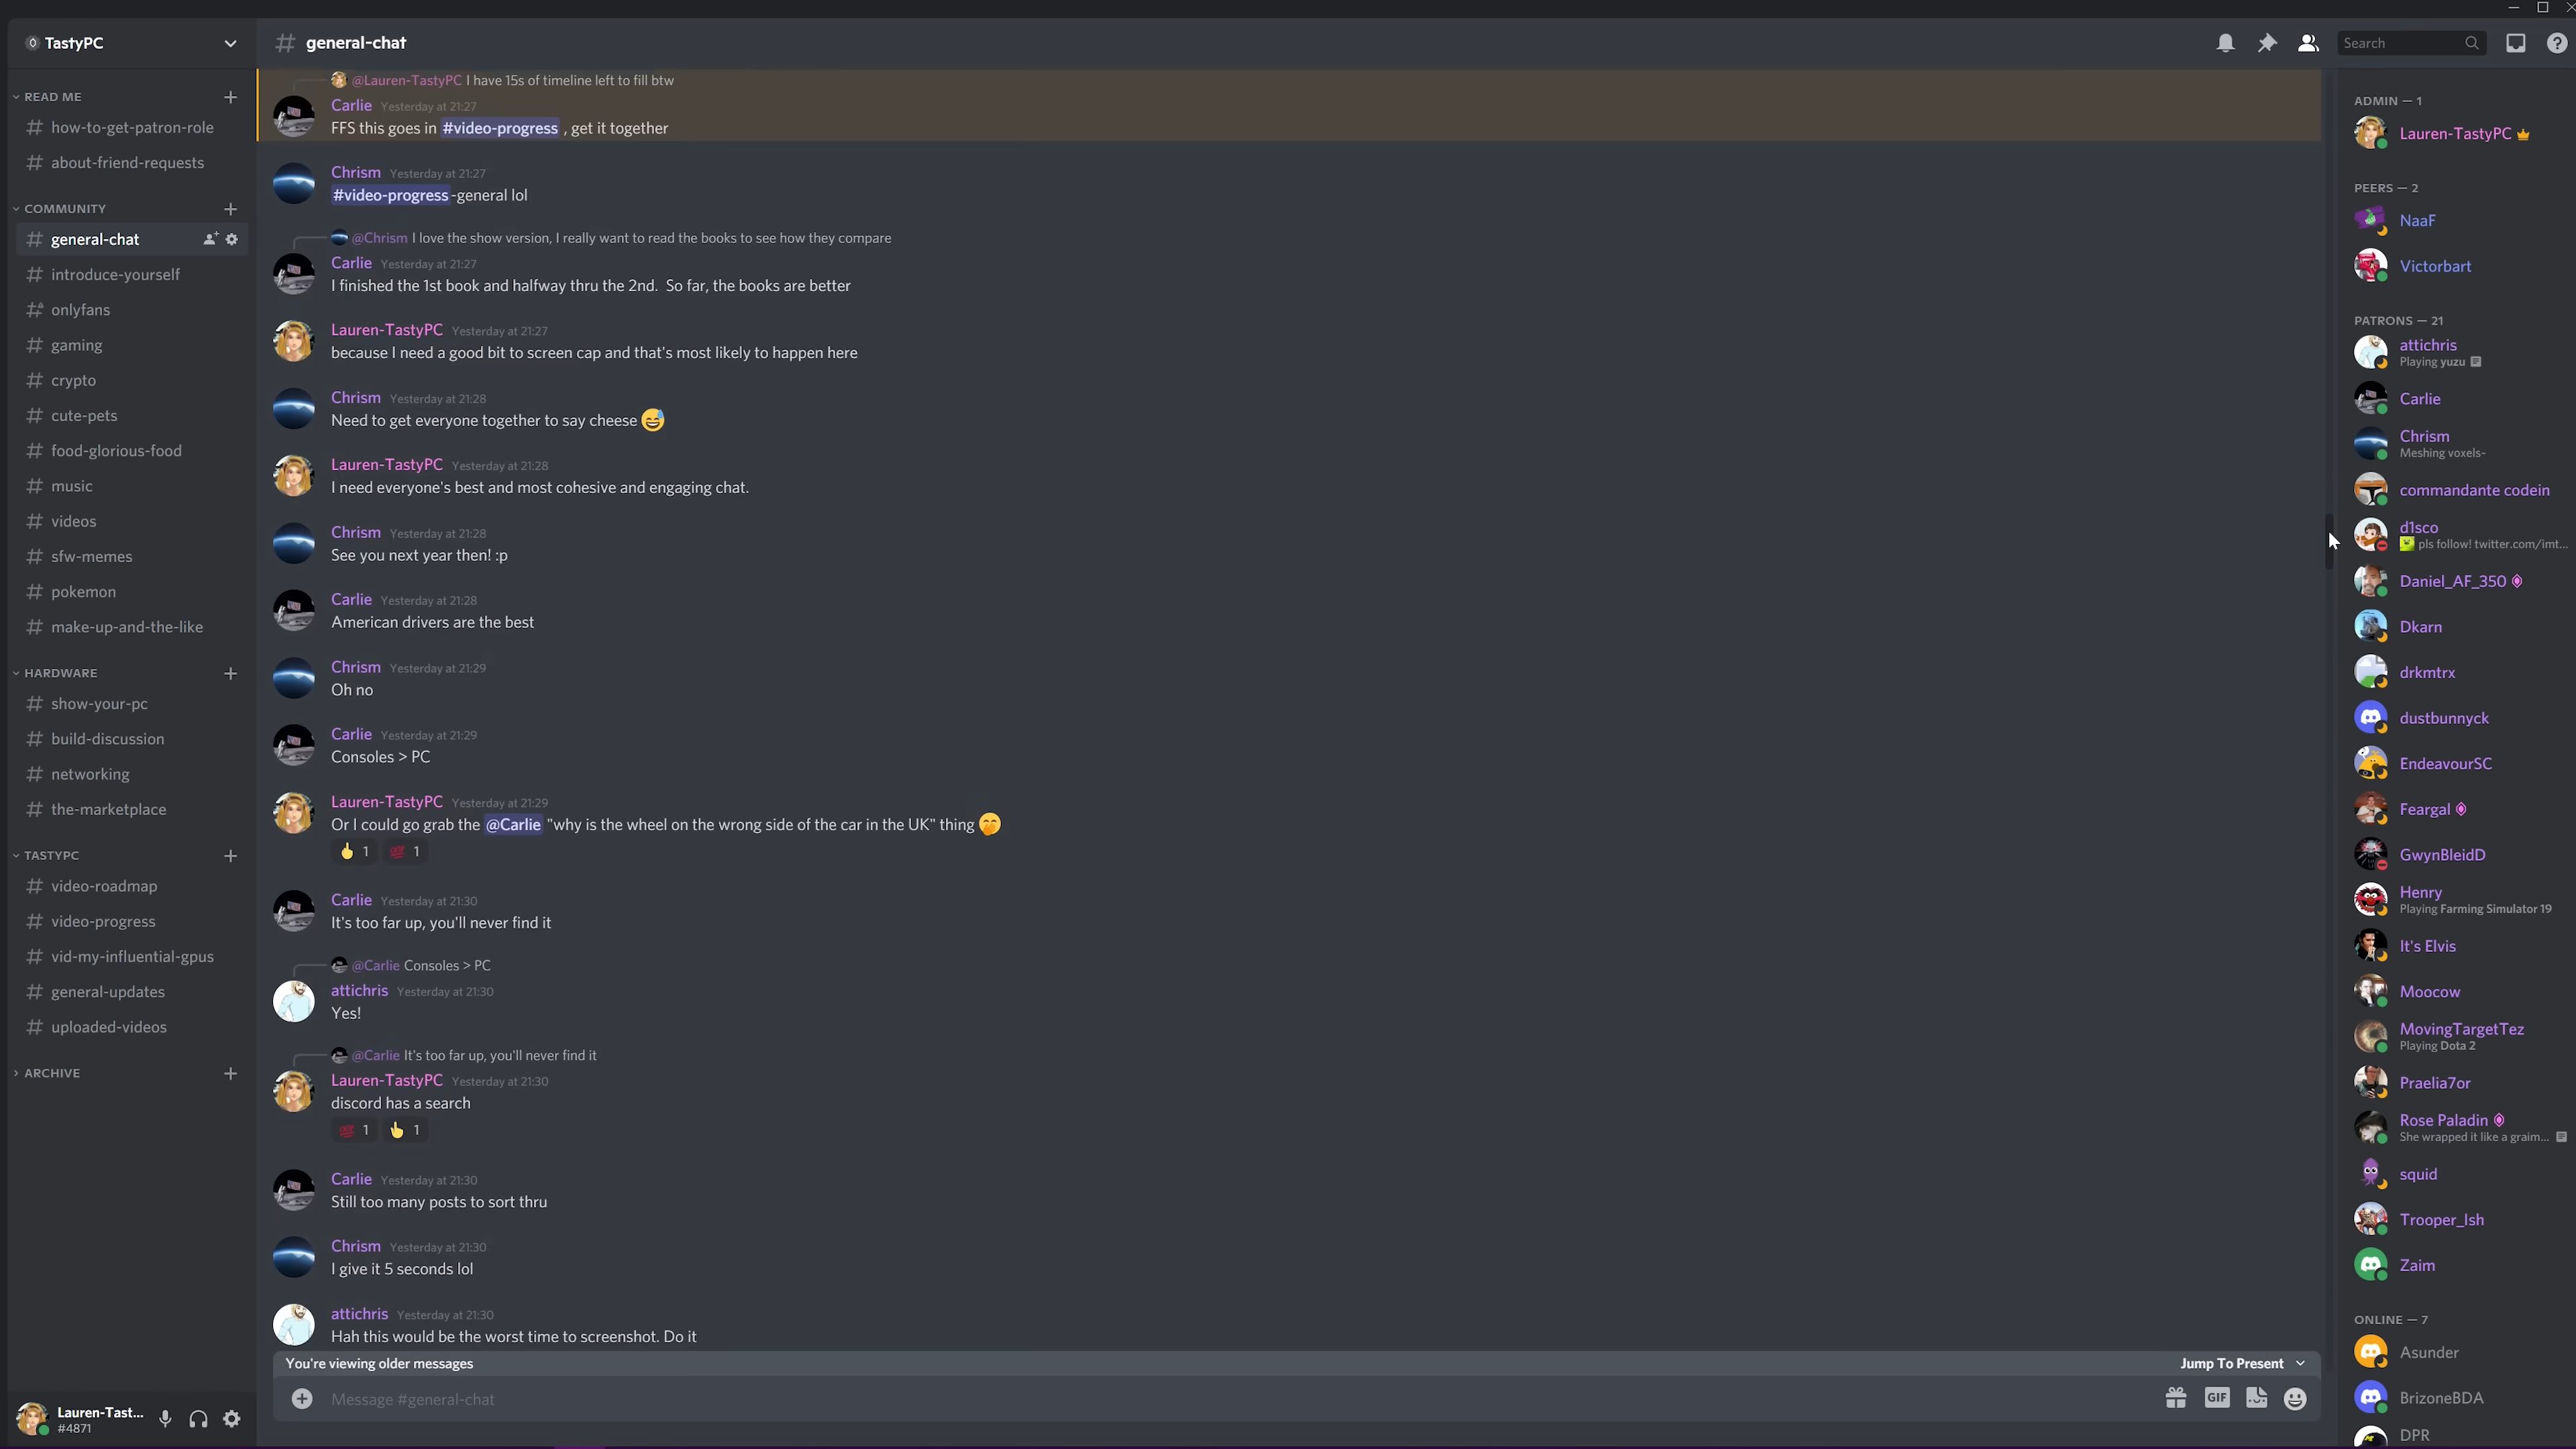 TastyPC
READ ME
how-to-get-patron-role
about-friend-requests
COMMUNITY
general-chat
introduce-yourself
onlyfans
gaming
crypto
cute-pets
food-glorious-food
music
videos
sfw-memes
pokemon
make-up-and-the-like
HARDWARE
show-your-pc
build-discussion
networking
the-marketplace
TASTYPC
video-roadmap
video-progress
vid-my-influential-gpus
general-updates
uploaded-videos
ARCHIVE
Lauren-Tast...
#4871
# general-chat
Search
@Lauren-TastyPC I have 15s of timeline left to fill btw
Carlie Yesterday at 21:27
FFS this goes in #video-progress , get it together
Chrism Yesterday at 21:27
#video-progress-general lol
@Chrism I love the show version, I really want to read the books to see how they compare
Carlie Yesterday at 21:27
I finished the 1st book and halfway thru the 2nd.  So far, the books are better
Lauren-TastyPC Yesterday at 21:27
because I need a good bit to screen cap and that's most likely to happen here
Chrism Yesterday at 21:28
Need to get everyone together to say cheese 😅
Lauren-TastyPC Yesterday at 21:28
I need everyone's best and most cohesive and engaging chat.
Chrism Yesterday at 21:28
See you next year then! :p
Carlie Yesterday at 21:28
American drivers are the best
Chrism Yesterday at 21:29
Oh no
Carlie Yesterday at 21:29
Consoles > PC
Lauren-TastyPC Yesterday at 21:29
Or I could go grab the @Carlie "why is the wheel on the wrong side of the car in the UK" thing 🤭
👆 1 💯 1
Carlie Yesterday at 21:30
It's too far up, you'll never find it
@Carlie Consoles > PC
attichris Yesterday at 21:30
Yes!
@Carlie It's too far up, you'll never find it
Lauren-TastyPC Yesterday at 21:30
discord has a search
💯 1 👆 1
Carlie Yesterday at 21:30
Still too many posts to sort thru
Chrism Yesterday at 21:30
I give it 5 seconds lol
attichris Yesterday at 21:30
Hah this would be the worst time to screenshot. Do it
You're viewing older messages
Jump To Present
Message #general-chat
GIF
ADMIN — 1
Lauren-TastyPC
PEERS — 2
NaaF
Victorbart
PATRONS — 21
attichris
Playing yuzu
Carlie
Chrism
Meshing voxels~
commandante codein
d1sco
pls follow! twitter.com/imt...
Daniel_AF_350
Dkarn
drkmtrx
dustbunnyck
EndeavourSC
Feargal
GwynBleidD
Henry
Playing Farming Simulator 19
It's Elvis
Moocow
MovingTargetTez
Playing Dota 2
Praelia7or
Rose Paladin
She wrapped it like a graim...
squid
Trooper_Ish
Zaim
ONLINE — 7
Asunder
BrizoneBDA
DPR